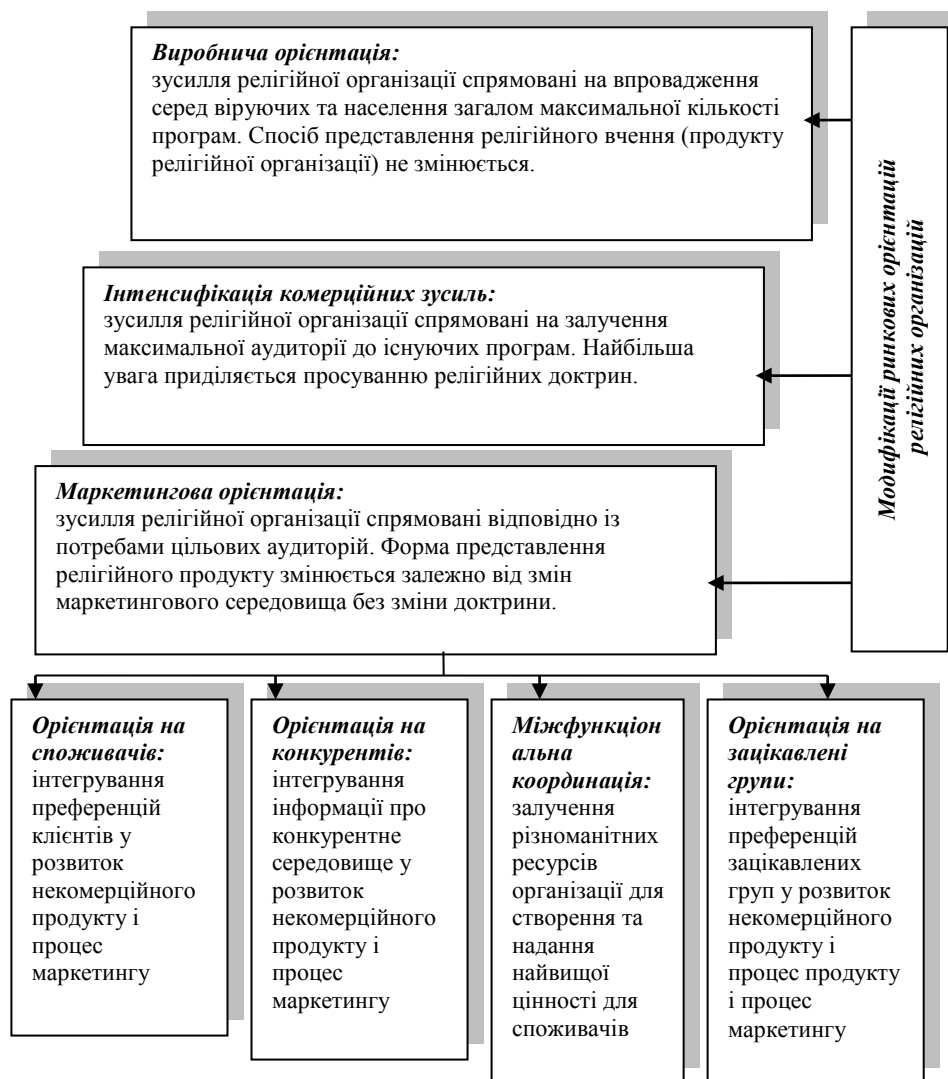 Виробнича орієнтація:
зусилля релігійної організації спрямовані на впровадження
серед віруючих та населення загалом максимальної кількості
програм. Спосіб представлення релігійного вчення (продукту
релігійної організації) не змінюється.
Модифікації ринкових орієнтацій
релігійних організацій
Інтенсифікація комерційних зусиль:
зусилля релігійної організації спрямовані на залучення
максимальної аудиторії до існуючих програм. Найбільша
увага приділяється просуванню релігійних доктрин.
Маркетингова орієнтація:
зусилля релігійної організації спрямовані відповідно із
потребами цільових аудиторій. Форма представлення
релігійного продукту змінюється залежно від змін
маркетингового середовища без зміни доктрини.
Орієнтація на
споживачів:
інтегрування
преференцій
клієнтів у
розвиток
некомерційного
продукту і
процес
маркетингу
Орієнтація на
конкурентів:
інтегрування
інформації про
конкурентне
середовище у
розвиток
некомерційного
продукту і
процес
маркетингу
Міжфункціон
альна
координація:
залучення
різноманітних
ресурсів
організації для
створення та
надання
найвищої
цінності для
споживачів
Орієнтація на
зацікавлені
групи:
інтегрування
преференцій
зацікавлених
груп у розвиток
некомерційного
продукту і
процес продукту
і процес
маркетингу